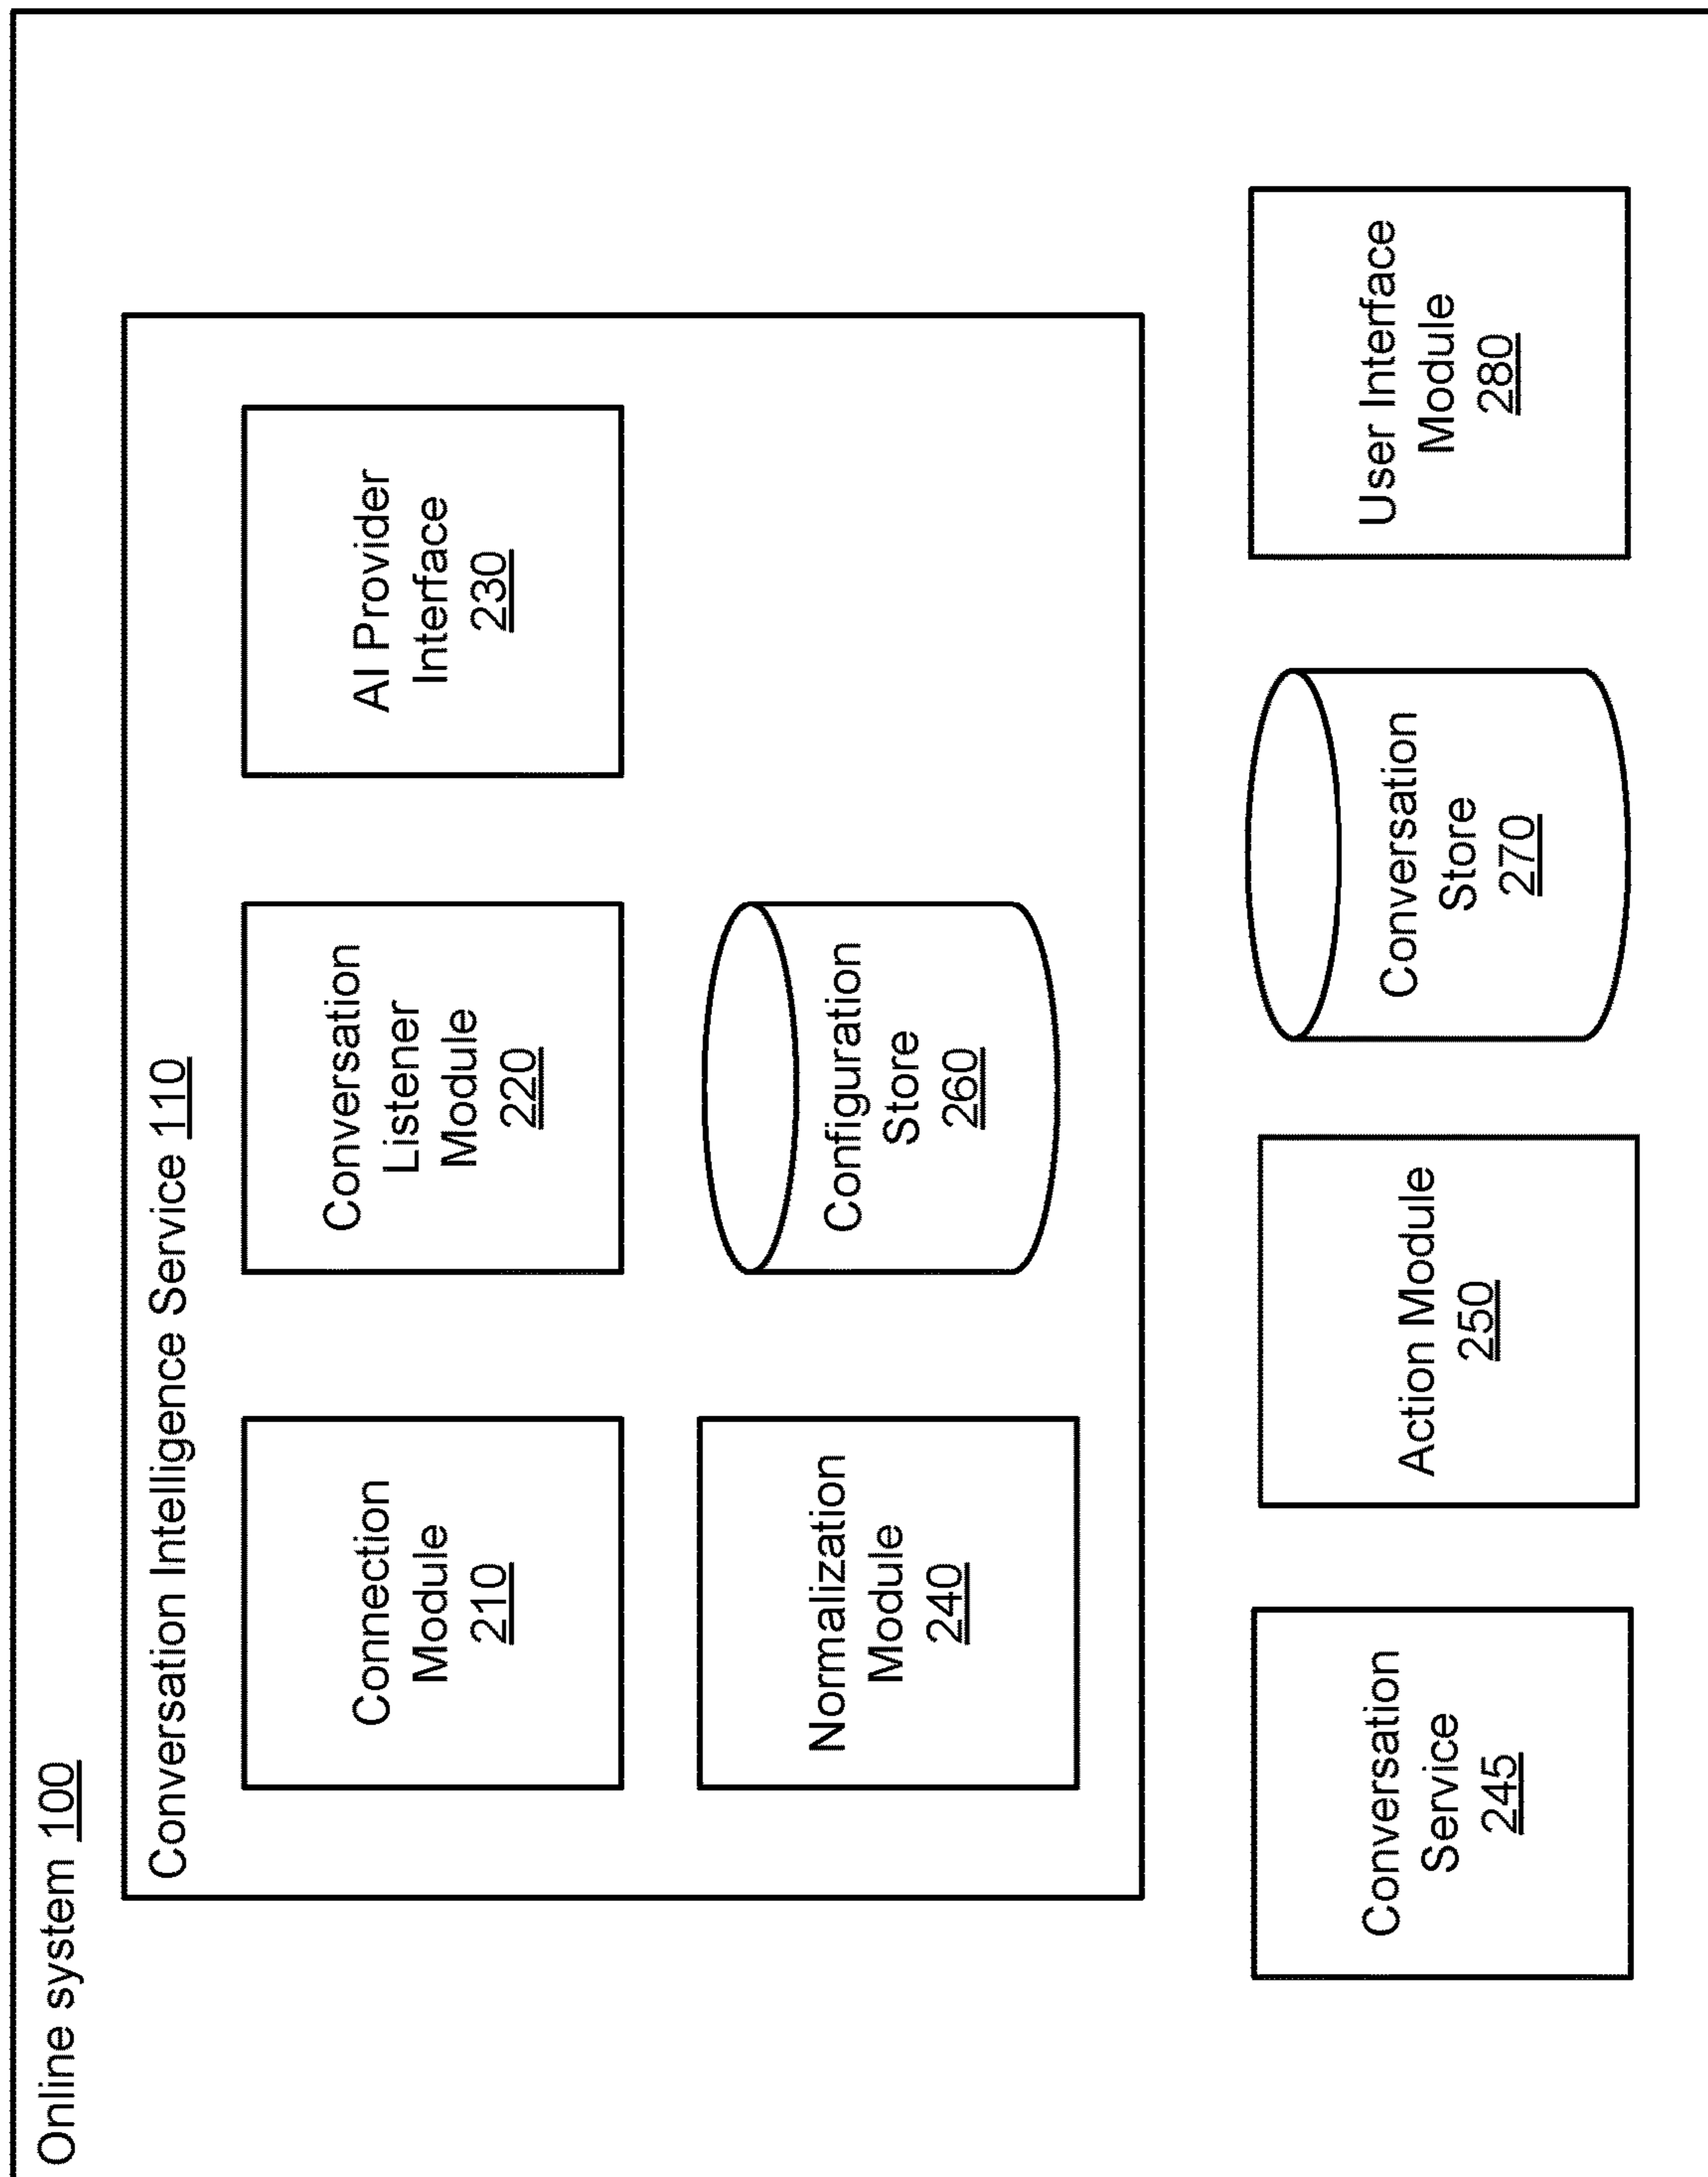 Online system 100
Conversation Intelligence Service 110
Connection
Module
210
Conversation
Listener
Module
220
AI Provider
Interface
230
Normalization
Module
240
Configuration
Store
260
Conversation
Service
245
Action Module
250
Conversation
Store
270
User Interface
Module
280